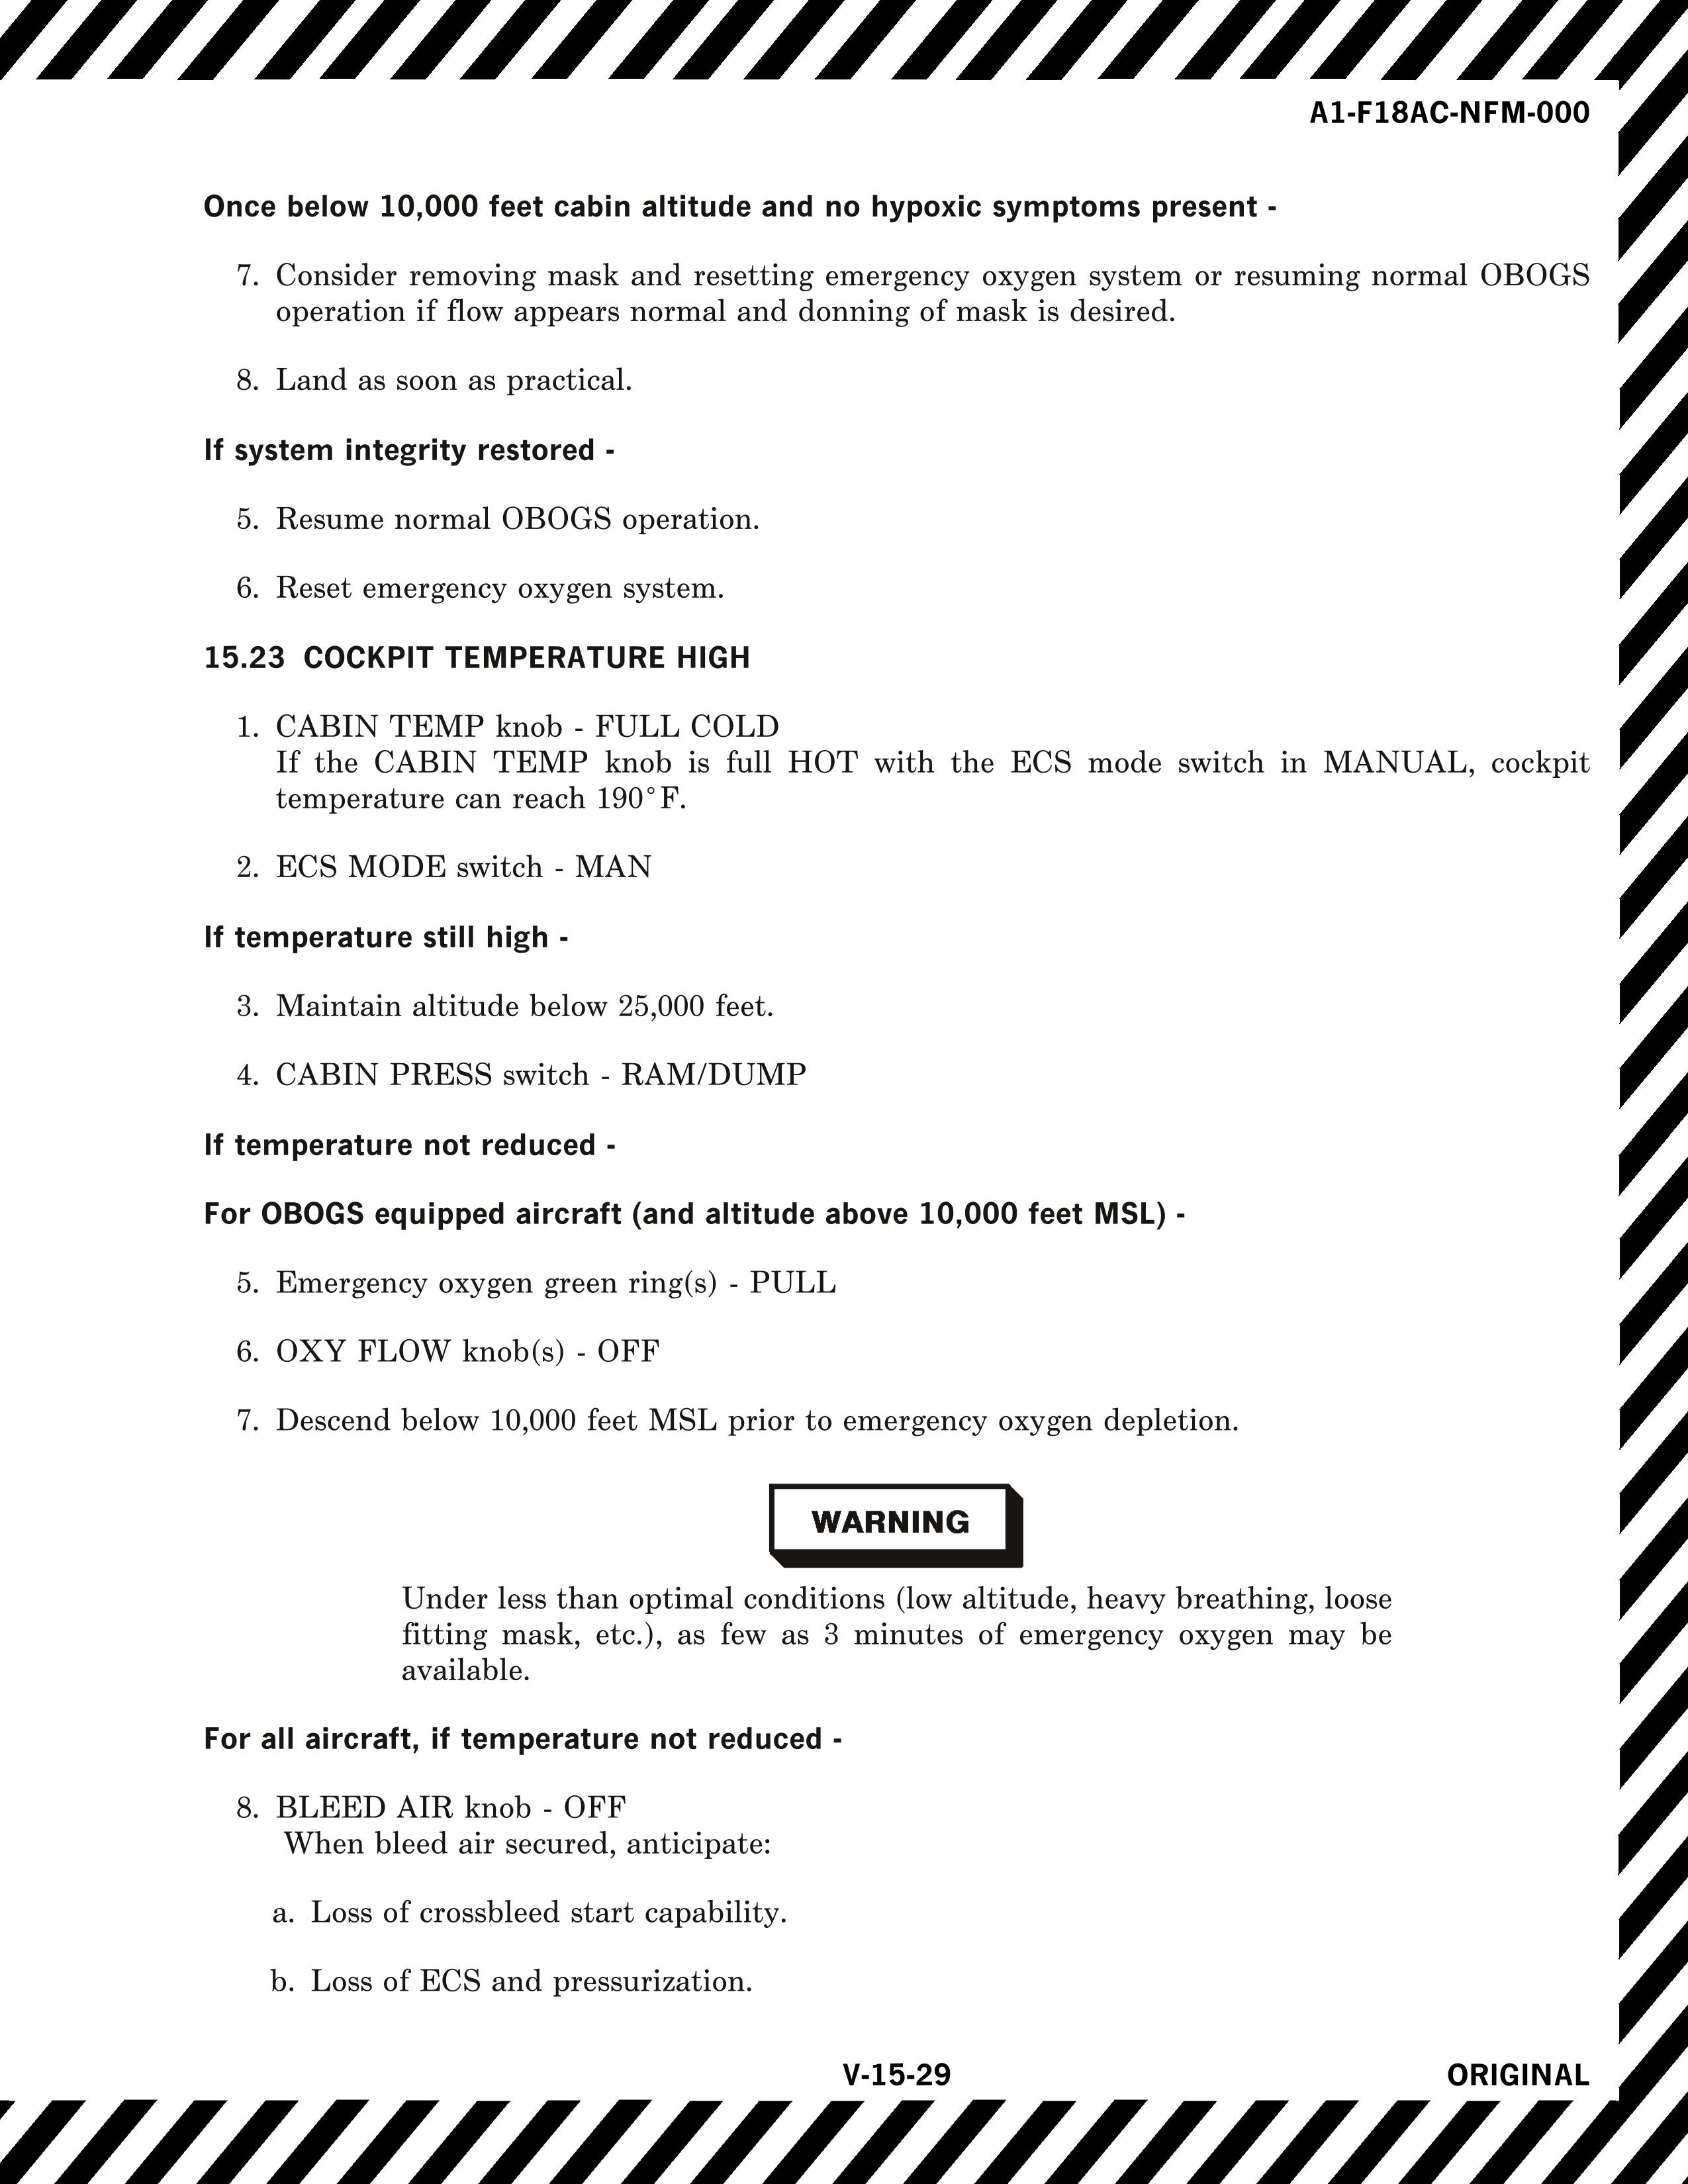 A1-F18AC-NFM-000
Once below 10,000 feet cabin altitude and no hypoxic symptoms present -
7. Consider removing mask and resetting emergency oxygen system or resuming normal OBOGS
operation if flow appears normal and donning of mask is desired.
8. Land as soon as practical.
If system integrity restored -
5. Resume normal OBOGS operation.
6. Reset emergency oxygen system.
15.23 COCKPIT TEMPERATURE HIGH
1. CABIN TEMP knob - FULL COLD
If the CABIN TEMP knob is full HOT with the ECS mode switch in MANUAL, cockpit
temperature can reach 190°F.
2. ECS MODE switch - MAN
If temperature still high -
3. Maintain altitude below 25,000 feet.
4. CABIN PRESS switch - RAM/DUMP
If temperature not reduced -
For OBOGS equipped aircraft (and altitude above 10,000 feet MSL) -
5. Emergency oxygen green ring(s) - PULL
6. OXY FLOW knob(s) - OFF
7. Descend below 10,000 feet MSL prior to emergency oxygen depletion.
WARNING
Under less than optimal conditions (low altitude, heavy breathing, loose
fitting mask, etc.), as few as 3 minutes of emergency oxygen may be
available.
For all aircraft, if temperature not reduced -
8. BLEED AIR knob - OFF
When bleed air secured, anticipate:
a. Loss of crossbleed start capability.
b. Loss of ECS and pressurization.
V-15-29
ORIGINAL